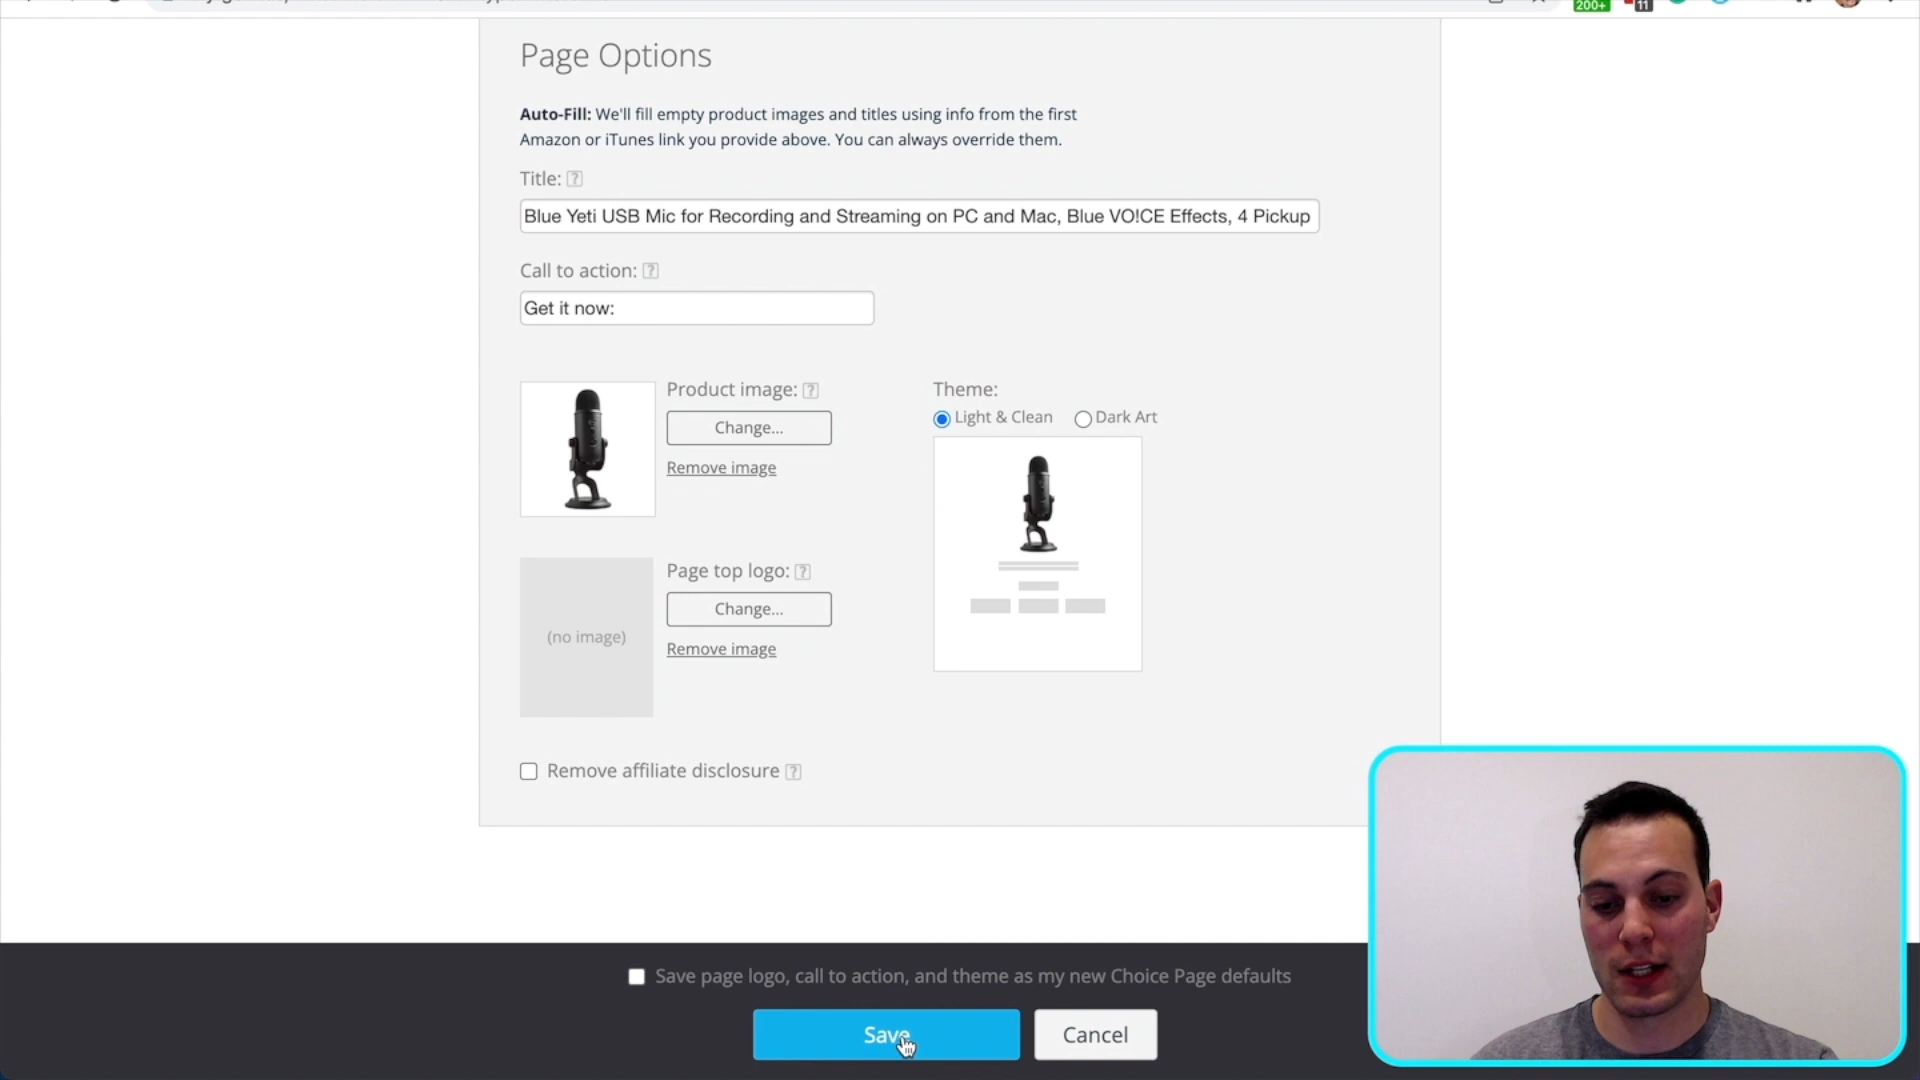 200+
11
Page Options
Auto-Fill: We'll fill empty product images and titles using info from the first
Amazon or iTunes link you provide above. You can always override them.
Title: ?
Blue Yeti USB Mic for Recording and Streaming on PC and Mac, Blue VO!CE Effects, 4 Pickup
Call to action: ?
Get it now:
Product image: ?
Change...
Remove image
Theme:
Light & Clean
Dark Art
Page top logo: ?
Change...
Remove image
(no image)
Remove affiliate disclosure ?
Save page logo, call to action, and theme as my new Choice Page defaults
Save
Cancel